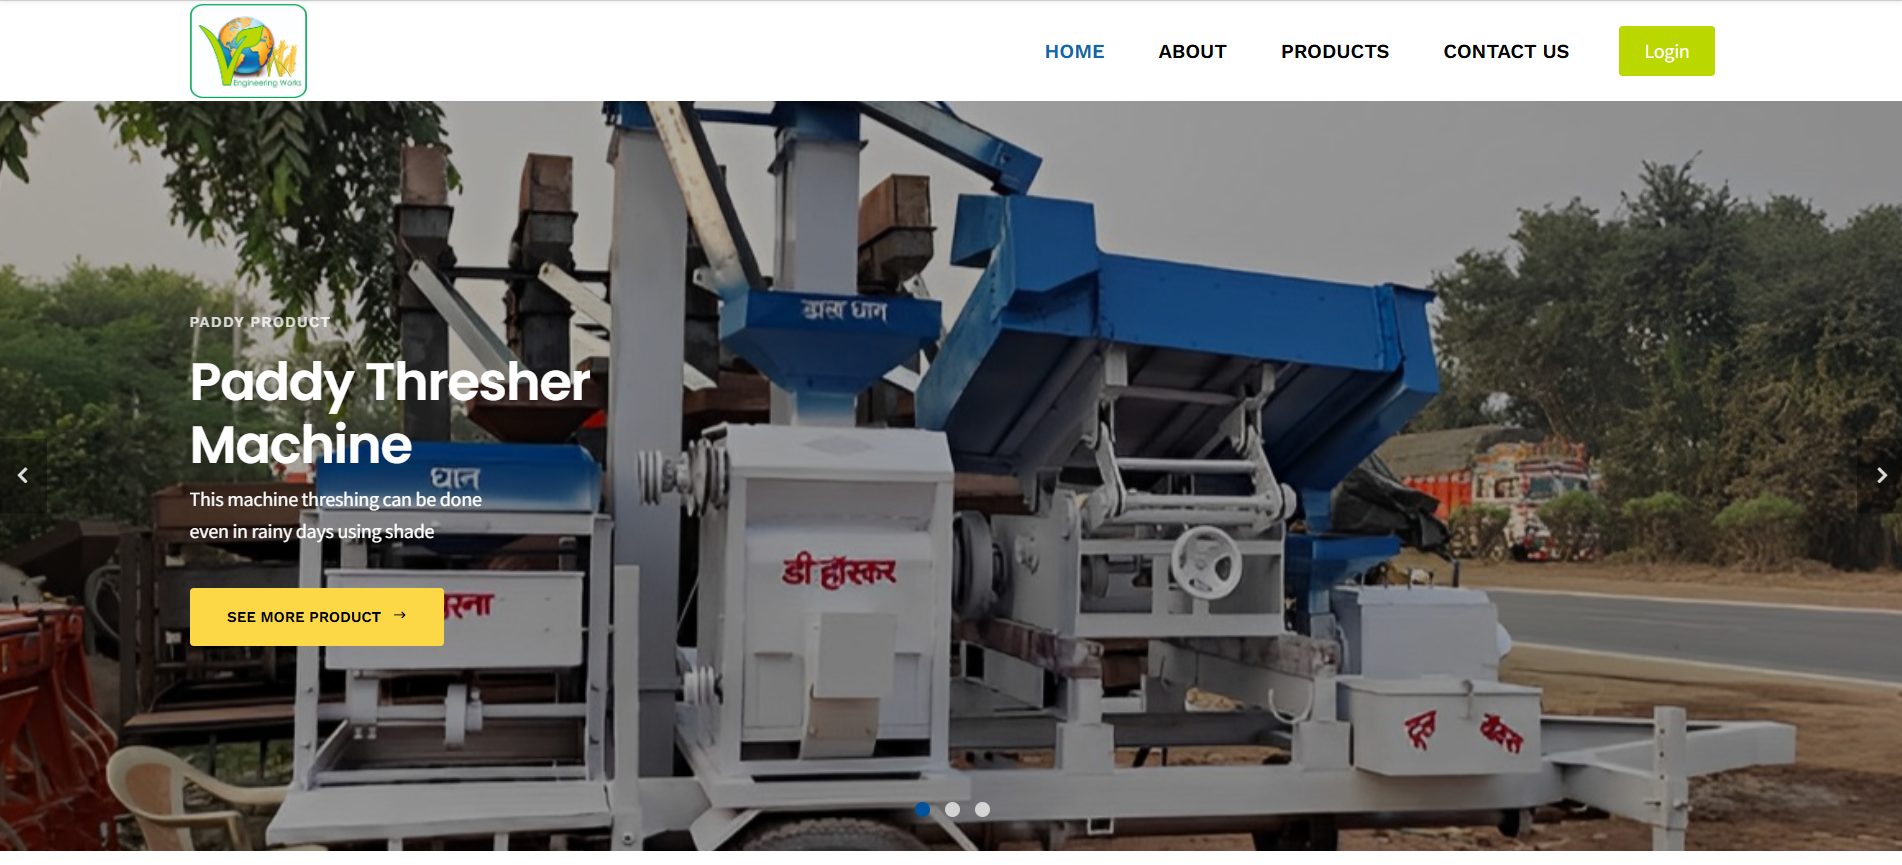 Engineering Works
HOME
ABOUT
PRODUCTS
CONTACT US
Login
PADDY PRODUCT
Paddy Thresher
Machine
This machine threshing can be done
even in rainy days using shade
SEE MORE PRODUCT →
धान
धान
डी हॉस्कर
टूल